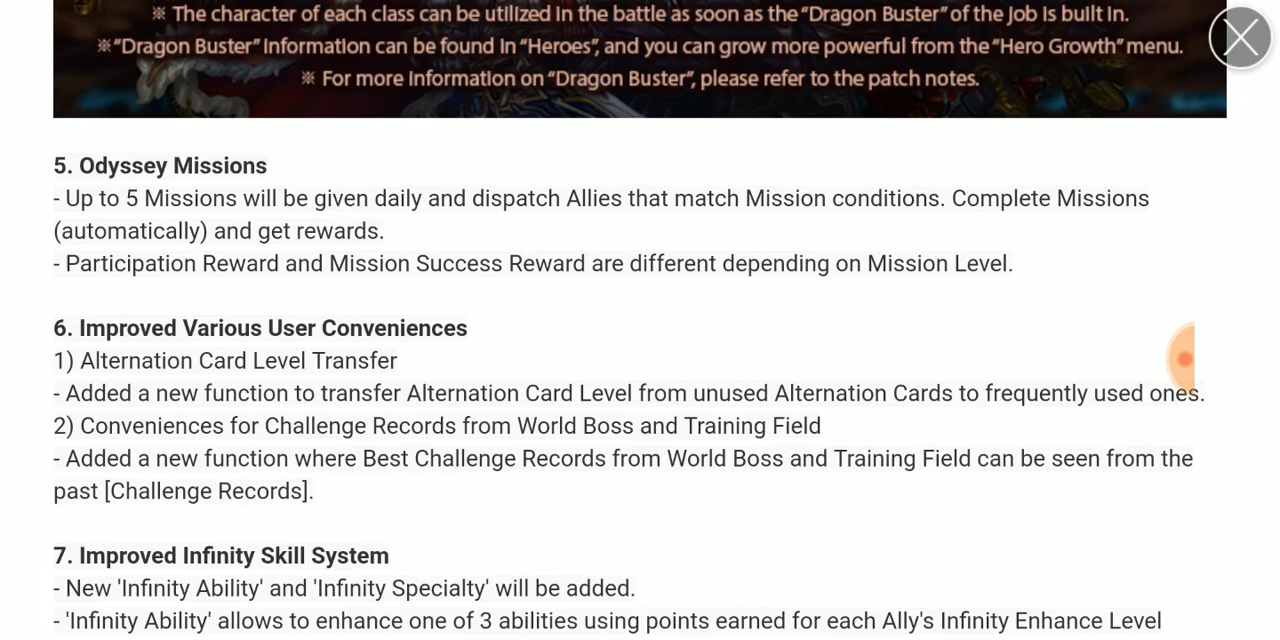 ※ The character of each class can be utilized in the battle as soon as the “Dragon Buster” of the Job is built in.
※“Dragon Buster” information can be found in “Heroes”, and you can grow more powerful from the “Hero Growth” menu.
※ For more information on “Dragon Buster”, please refer to the patch notes.
5. Odyssey Missions
- Up to 5 Missions will be given daily and dispatch Allies that match Mission conditions. Complete Missions
(automatically) and get rewards.
- Participation Reward and Mission Success Reward are different depending on Mission Level.
6. Improved Various User Conveniences
1) Alternation Card Level Transfer
- Added a new function to transfer Alternation Card Level from unused Alternation Cards to frequently used ones.
2) Conveniences for Challenge Records from World Boss and Training Field
- Added a new function where Best Challenge Records from World Boss and Training Field can be seen from the
past [Challenge Records].
7. Improved Infinity Skill System
- New 'Infinity Ability' and 'Infinity Specialty' will be added.
- 'Infinity Ability' allows to enhance one of 3 abilities using points earned for each Ally's Infinity Enhance Level